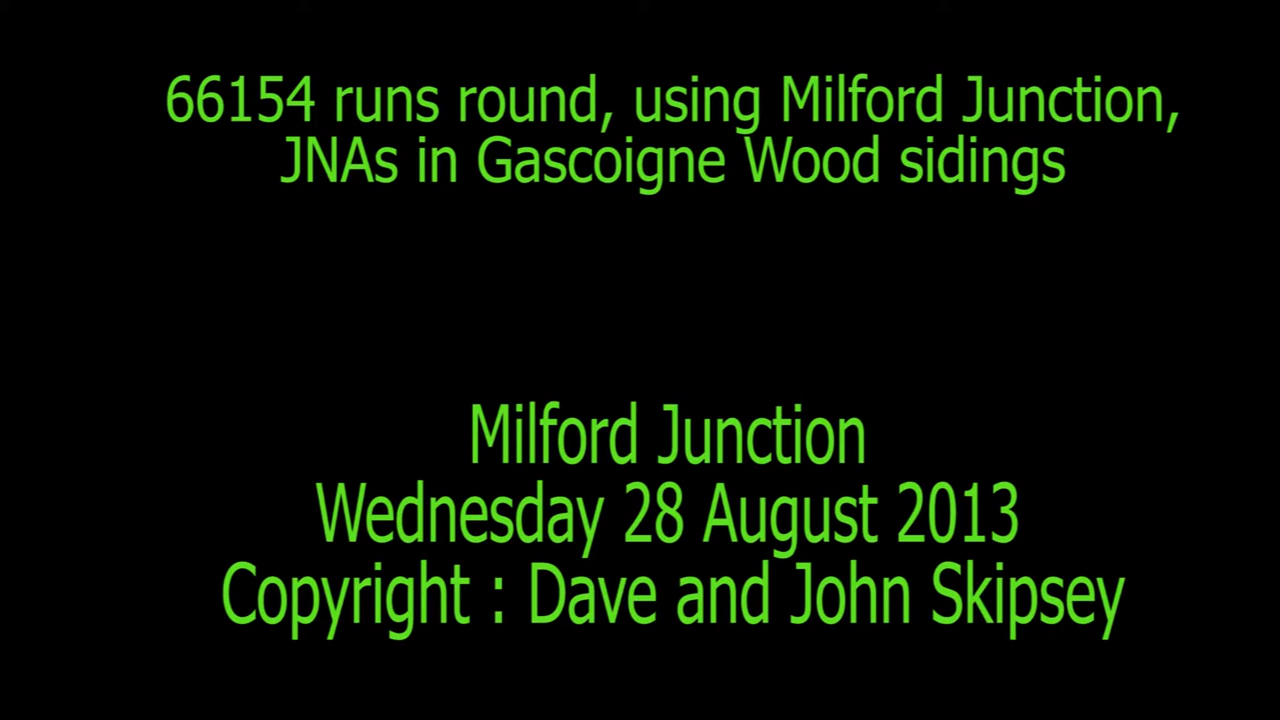 66154 runs round, using Milford Junction,
JNAs in Gascoigne Wood sidings
Milford Junction
Wednesday 28 August 2013
Copyright : Dave and John Skipsey